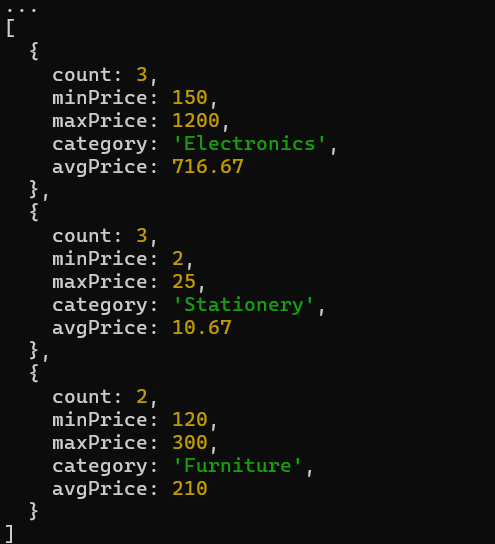 ...
[
  {
    count: 3,
    minPrice: 150,
    maxPrice: 1200,
    category: 'Electronics',
    avgPrice: 716.67
  },
  {
    count: 3,
    minPrice: 2,
    maxPrice: 25,
    category: 'Stationery',
    avgPrice: 10.67
  },
  {
    count: 2,
    minPrice: 120,
    maxPrice: 300,
    category: 'Furniture',
    avgPrice: 210
  }
]